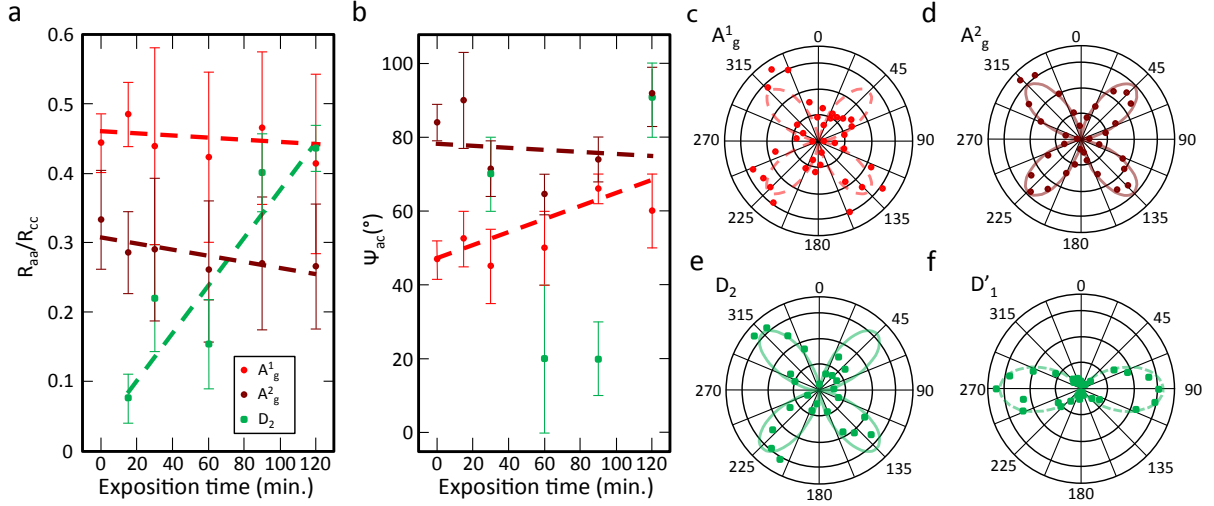 a
0.6
0.5
0.4
0.3
0.2
0.1
0
Raa/Rcc
0 20 40 60 80 100 120
Exposition time (min.)
A1g
A2g
D2
b
100
80
60
40
20
0
Ψac(°)
0 20 40 60 80 100 120
Exposition time (min.)
c
A1g
0
45
90
135
180
225
270
315
d
A2g
0
45
90
135
180
225
270
315
e
D2
0
45
90
135
180
225
270
315
f
D'1
0
45
90
135
180
225
270
315